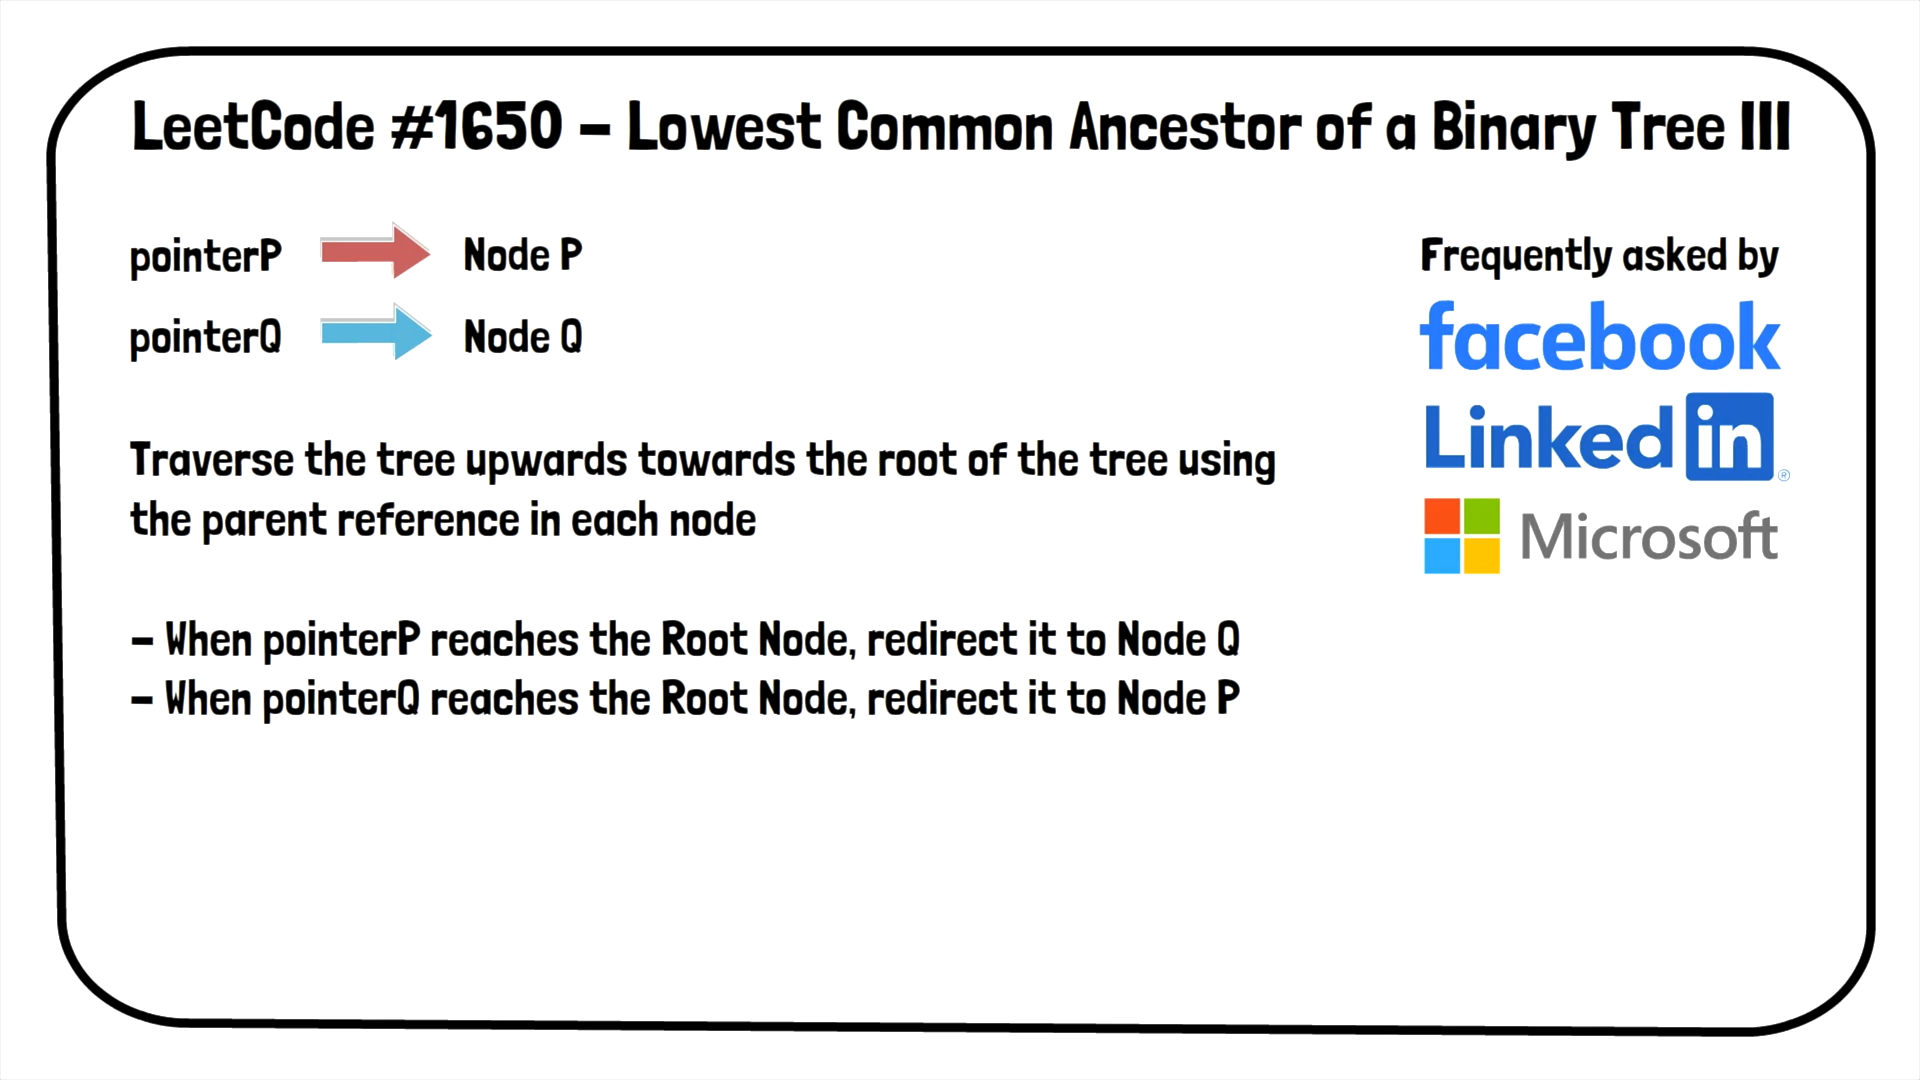 LeetCode #1650 – Lowest Common Ancestor of a Binary Tree III
pointerP Node P
pointerQ Node Q
Traverse the tree upwards towards the root of the tree using
the parent reference in each node
– When pointerP reaches the Root Node, redirect it to Node Q
– When pointerQ reaches the Root Node, redirect it to Node P
Frequently asked by
facebook
Linked in ®
Microsoft